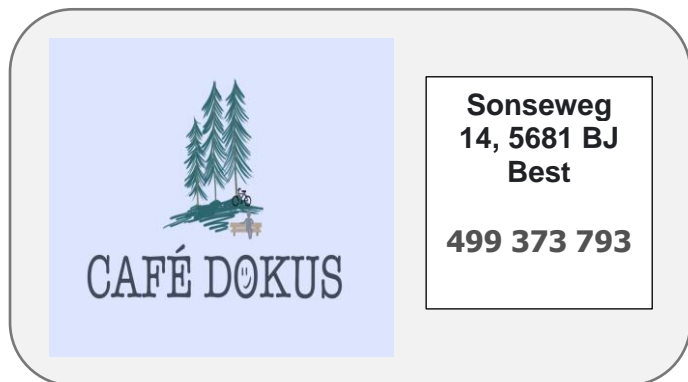 CAFÉ DOKUS
Sonseweg
14, 5681 BJ
Best
499 373 793